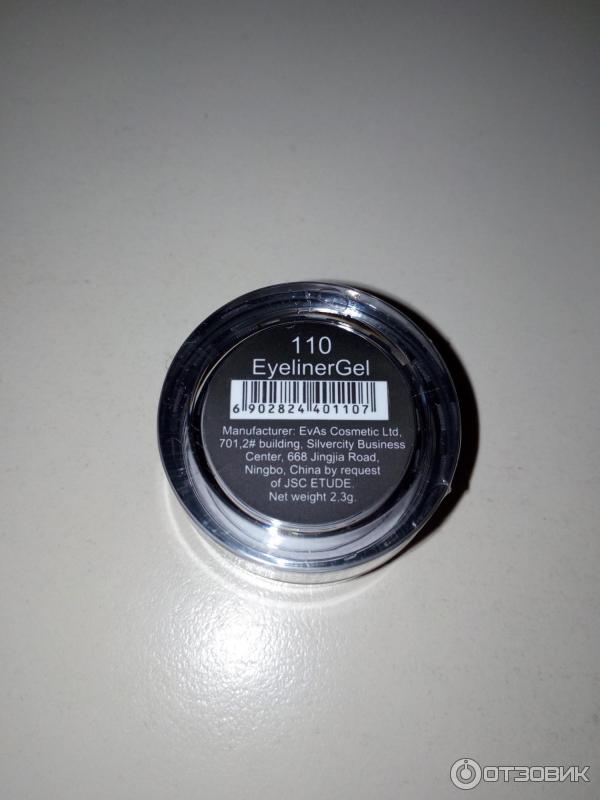 110
EyelinerGel
6 902824 401107
Manufacturer: EvAs Cosmetic Ltd,
701,2# building, Silvercity Business
Center, 668 Jingjia Road,
Ningbo, China by request
of JSC ETUDE.
Net weight 2,3g.
ОТЗОВИК